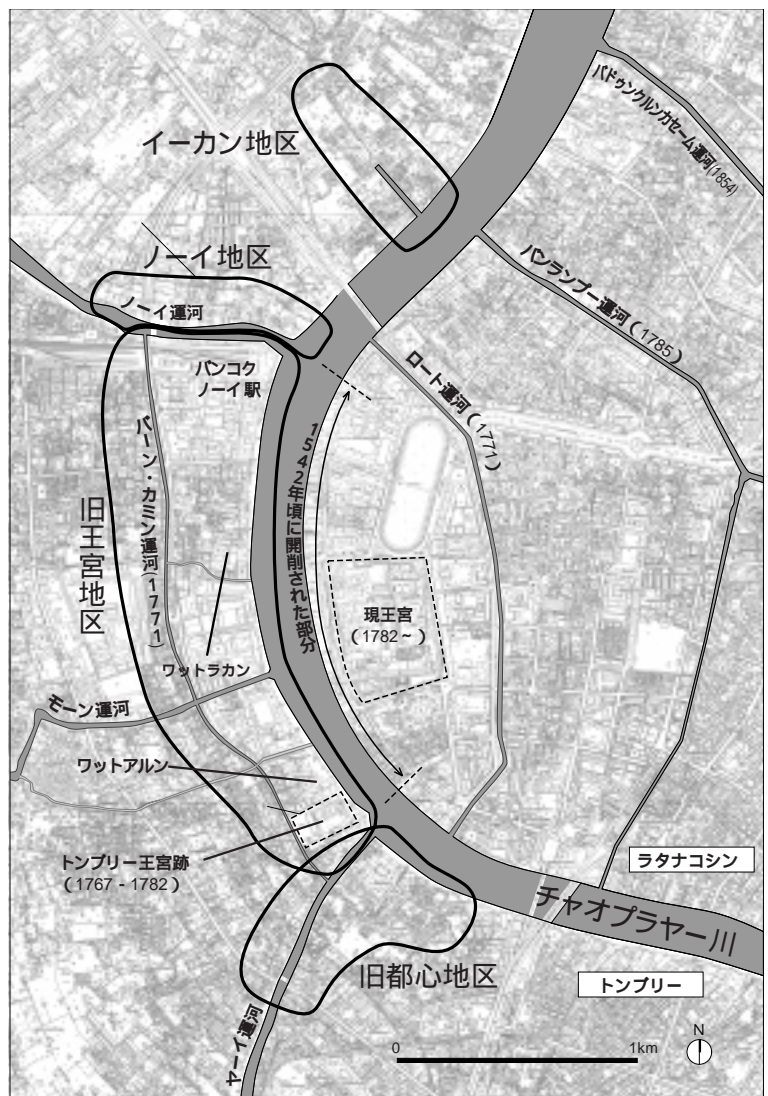 パドゥンクルンカセーム運河(1854)
イーカン地区
ノーイ地区
バンランプー運河(1785)
ノーイ運河
バンコク
ノーイ駅
ロート運河(1771)
1542年頃に開削された部分
バーン・カミン運河(1771)
旧王宮地区
現王宮
(1782~)
ワットラカン
モーン運河
ワットアルン
トンブリー王宮跡
(1767 - 1782)
ラタナコシン
チャオプラヤー川
旧都心地区
トンブリー
ヤーイ運河
0 1km
N